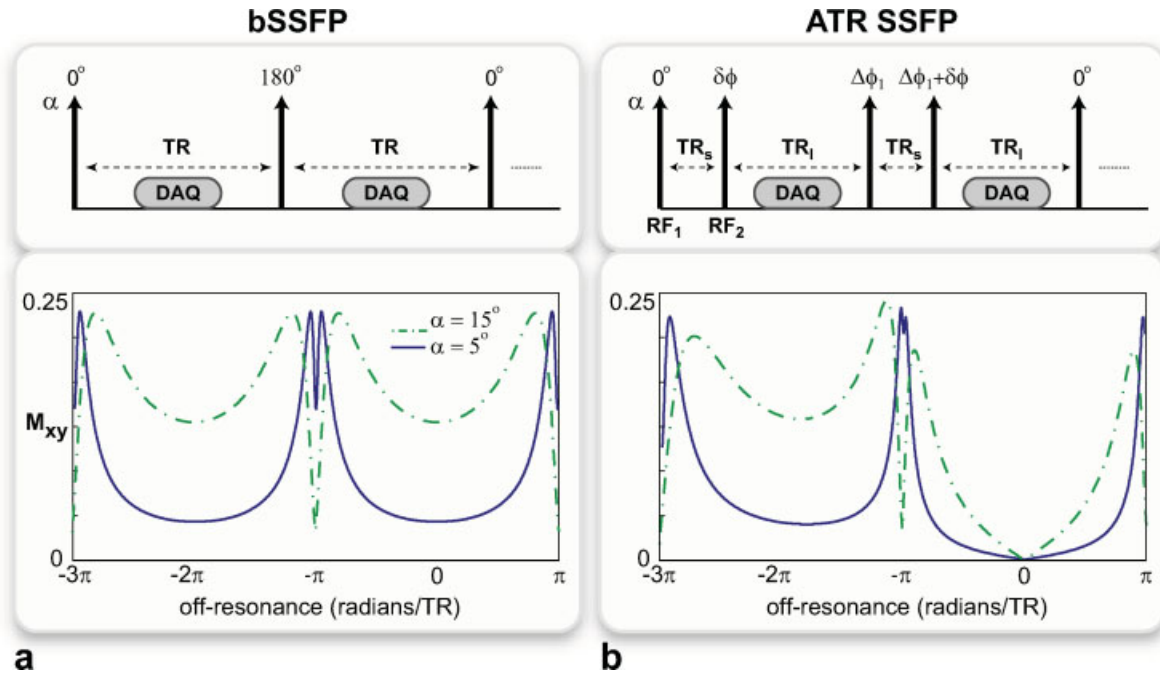 bSSFP
0° 180° 0°
α
TR TR
DAQ DAQ ........
0.25
α = 15°
α = 5°
Mxy
0
-3π -2π -π 0 π
off-resonance (radians/TR)
a
ATR SSFP
0° δϕ Δϕ1 Δϕ1+δϕ 0°
α
TRs TRl TRs TRl
DAQ DAQ ........
RF1 RF2
0.25
0
-3π -2π -π 0 π
off-resonance (radians/TR)
b